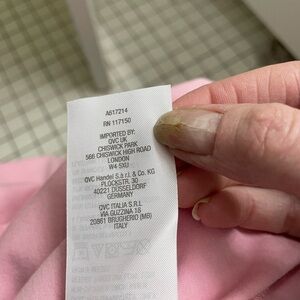 A617214
RN 117150
IMPORTED BY:
QVC UK
CHISWICK PARK
566 CHISWICK HIGH ROAD
LONDON
W4 5XU
QVC Handel S.à r.l. & Co. KG
PLOCKSTR. 30
40221 DÜSSELDORF
GERMANY
QVC ITALIA S.R.L
VIA GUZZINA 18
20861 BRUGHERIO (MB)
ITALY